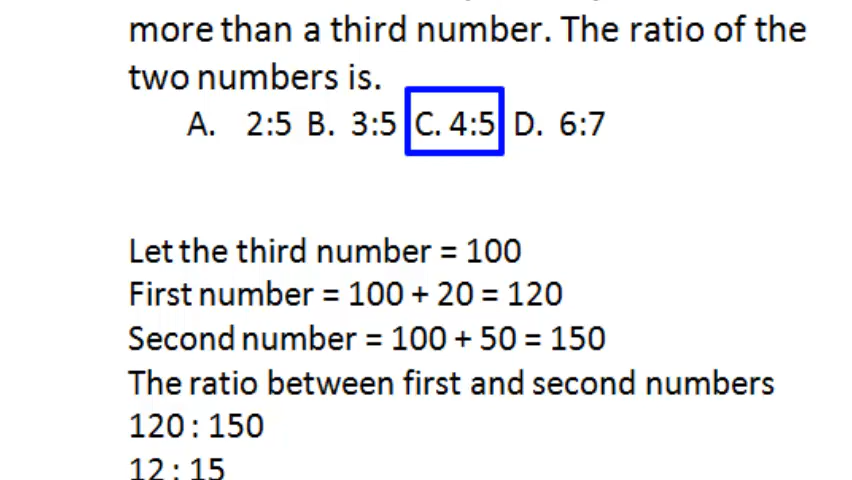 more than a third number. The ratio of the
two numbers is.
A. 2:5 B. 3:5 C. 4:5 D. 6:7
Let the third number = 100
First number = 100 + 20 = 120
Second number = 100 + 50 = 150
The ratio between first and second numbers
120 : 150
12 : 15